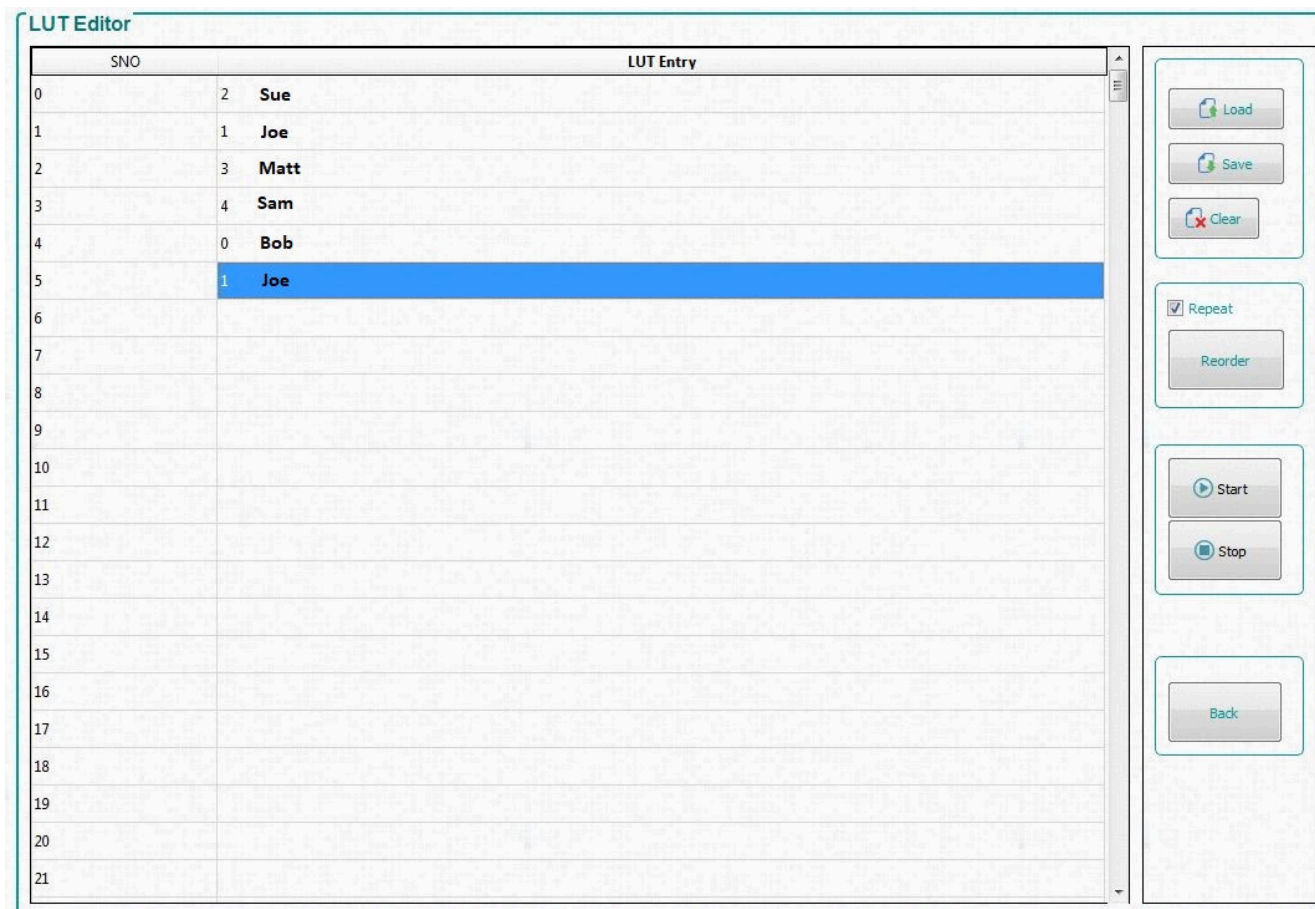 LUT Editor
SNO LUT Entry
0 2 Sue
1 1 Joe
2 3 Matt
3 4 Sam
4 0 Bob
5 1 Joe
6
7
8
9
10
11
12
13
14
15
16
17
18
19
20
21
Load
Save
Clear
Repeat
Reorder
Start
Stop
Back